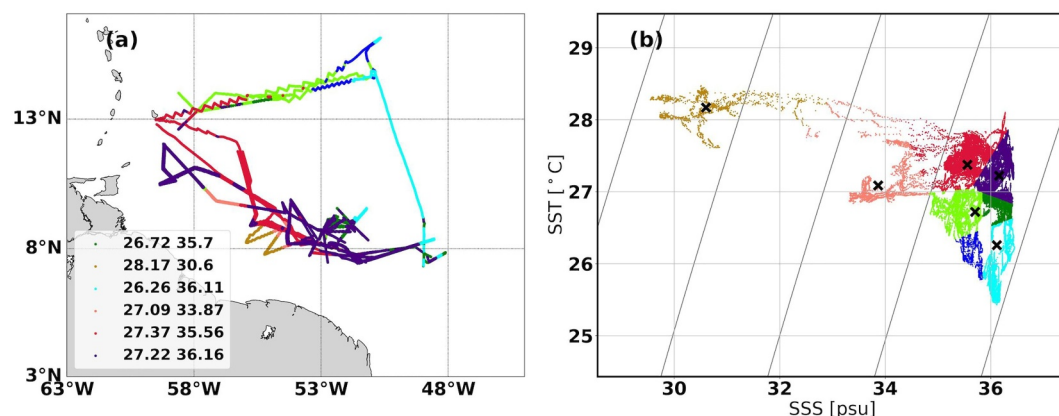 (a)
13°N
8°N
3°N
63°W
58°W
53°W
48°W
26.72 35.7
28.17 30.6
26.26 36.11
27.09 33.87
27.37 35.56
27.22 36.16
(b)
SST [°C]
29
28
27
26
25
30
32
34
36
SSS [psu]